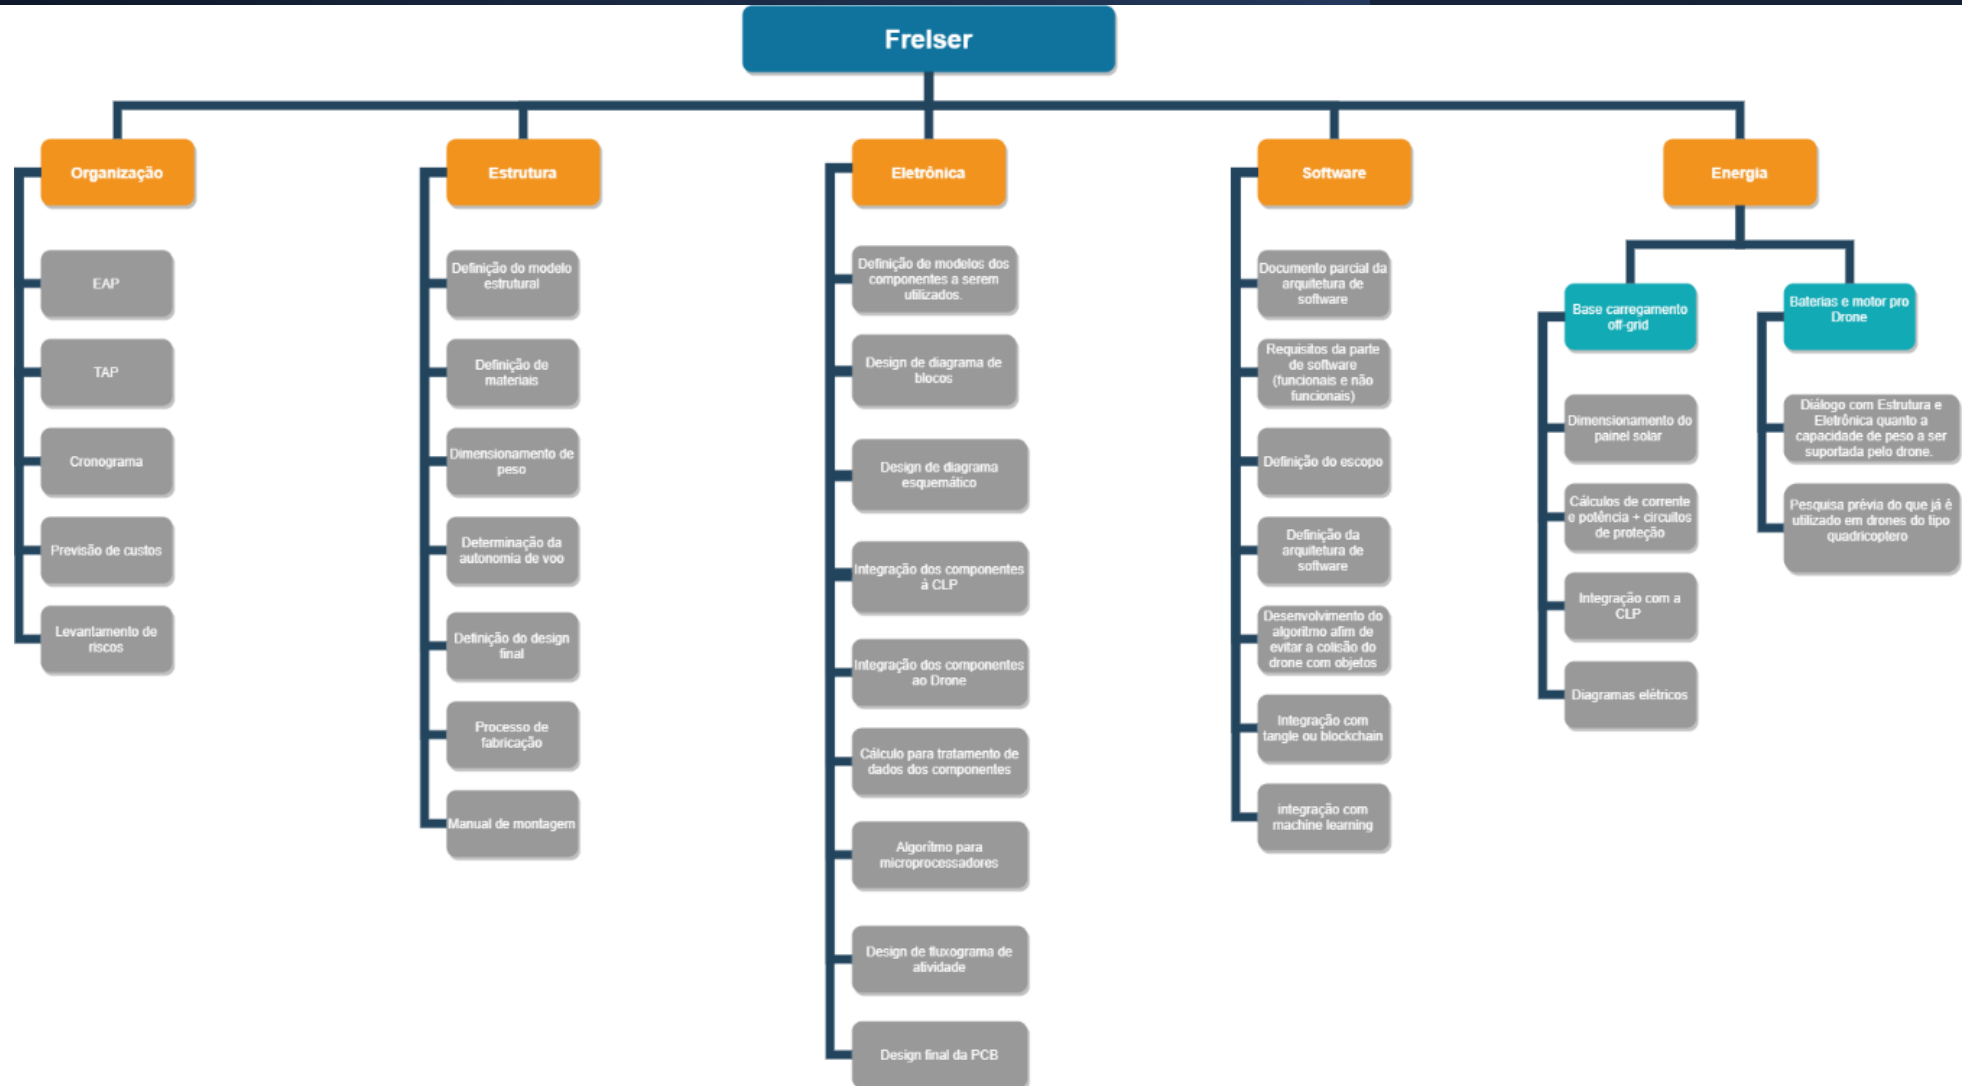 Frelser
Organização
EAP
TAP
Cronograma
Previsão de custos
Levantamento de
riscos
Estrutura
Definição do modelo
estrutural
Definição de
materiais
Dimensionamento de
peso
Determinação da
autonomia de voo
Definição do design
final
Processo de
fabricação
Manual de montagem
Eletrônica
Definição de modelos dos
componentes a serem
utilizados.
Design de diagrama de
blocos
Design de diagrama
esquemático
Integração dos componentes
à CLP
Integração dos componentes
ao Drone
Cálculo para tratamento de
dados dos componentes
Algorítmo para
microprocessadores
Design de fluxograma de
atividade
Design final da PCB
Software
Documento parcial da
arquitetura de
software
Requisitos da parte
de software
(funcionais e não
funcionais)
Definição do escopo
Definição da
arquitetura de
software
Desenvolvimento do
algoritmo afim de
evitar a colisão do
drone com objetos
Integração com
tangle ou blockchain
integração com
machine learning
Energia
Base carregamento
off-grid
Dimensionamento do
painel solar
Cálculos de corrente
e potência + circuitos
de proteção
Integração com a
CLP
Diagramas elétricos
Baterias e motor pro
Drone
Diálogo com Estrutura e
Eletrônica quanto a
capacidade de peso a ser
suportada pelo drone.
Pesquisa prévia do que já é
utilizado em drones do tipo
quadricoptero